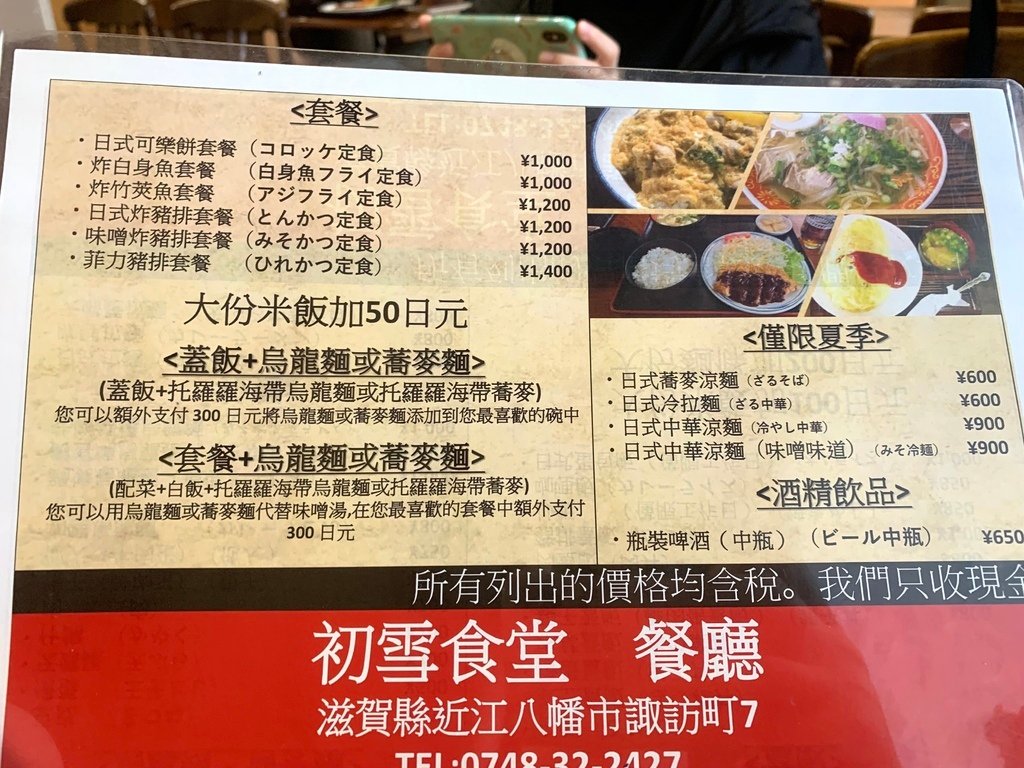 <套餐>
・日式可樂餅套餐（コロッケ定食） ¥1,000
・炸白身魚套餐 （白身魚フライ定食） ¥1,000
・炸竹莢魚套餐 （アジフライ定食） ¥1,200
・日式炸豬排套餐（とんかつ定食） ¥1,200
・味噌炸豬排套餐（みそかつ定食） ¥1,200
・菲力豬排套餐 （ひれかつ定食） ¥1,400
大份米飯加50日元
<蓋飯+烏龍麵或蕎麥麵>
(蓋飯+托羅羅海帶烏龍麵或托羅羅海帶蕎麥)
您可以額外支付 300 日元將烏龍麵或蕎麥麵添加到您最喜歡的碗中
<套餐+烏龍麵或蕎麥麵>
(配菜+白飯+托羅羅海帶烏龍麵或托羅羅海帶蕎麥)
您可以用烏龍麵或蕎麥麵代替味噌湯,在您最喜歡的套餐中額外支付
300 日元
<僅限夏季>
・日式蕎麥涼麵（ざるそば） ¥600
・日式冷拉麵（ざる中華） ¥600
・日式中華涼麵（冷やし中華） ¥900
・日式中華涼麵（味噌味道）（みそ冷麺） ¥900
<酒精飲品>
・瓶裝啤酒（中瓶）（ビール中瓶） ¥650
所有列出的價格均含稅。我們只收現金
初雪食堂 餐廳
滋賀縣近江八幡市諏訪町7
TEL:0748-32-2427